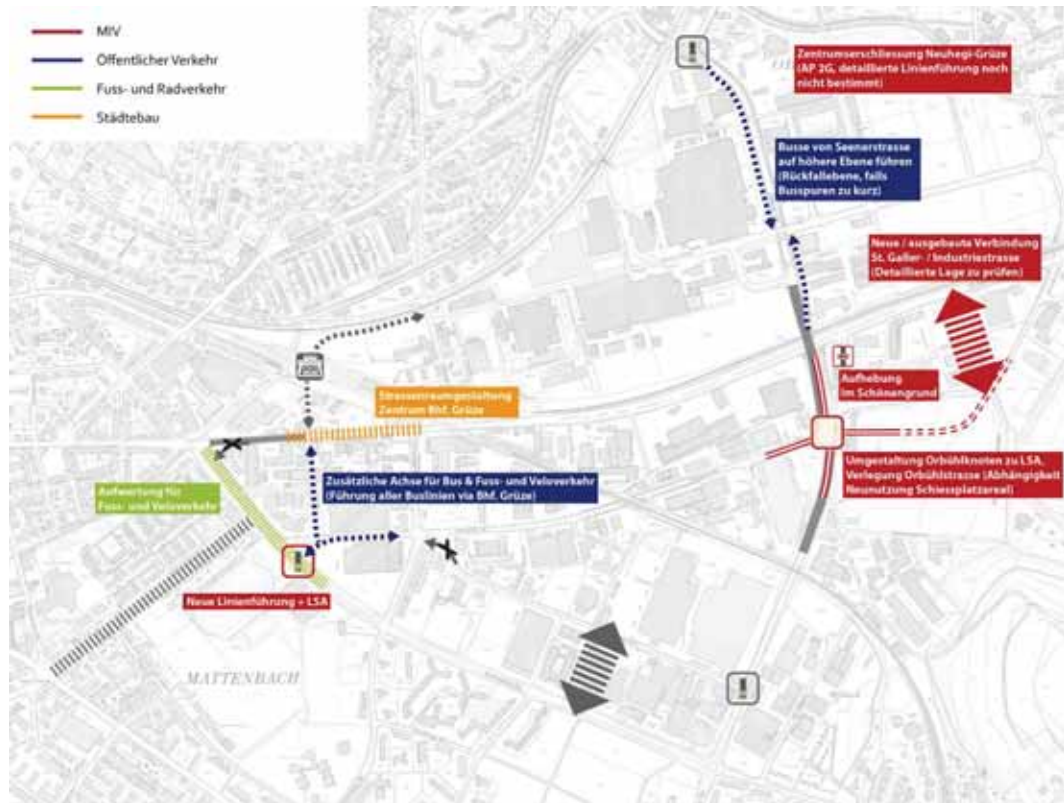 MIV
Öffentlicher Verkehr
Fuss- und Radverkehr
Städtebau
Zentrumserschliessung Neuhegi-Grüze
(AP 2G, detaillierte Linienführung noch
nicht bestimmt)
Busse von Seenerstrasse
auf höhere Ebene führen
(Rückfallebene, falls
Busspuren zu kurz)
Neue / ausgebaute Verbindung
St. Galler- / Industriestrasse
(Detaillierte Lage zu prüfen)
Aufhebung
im Schönengrund
Strassenraumgestaltung
Zentrum Bhf. Grüze
Umgestaltung Orbühlknoten zu LSA.
Verlegung Orbühlstrasse (Abhängigkeit
Neunutzung Schiessplatzareal)
Zusätzliche Achse für Bus & Fuss- und Veloverkehr
(Führung aller Buslinien via Bhf. Grüze)
Aufwertung für
Fuss- und Veloverkehr
Neue Linienführung + LSA
MATTENBACH